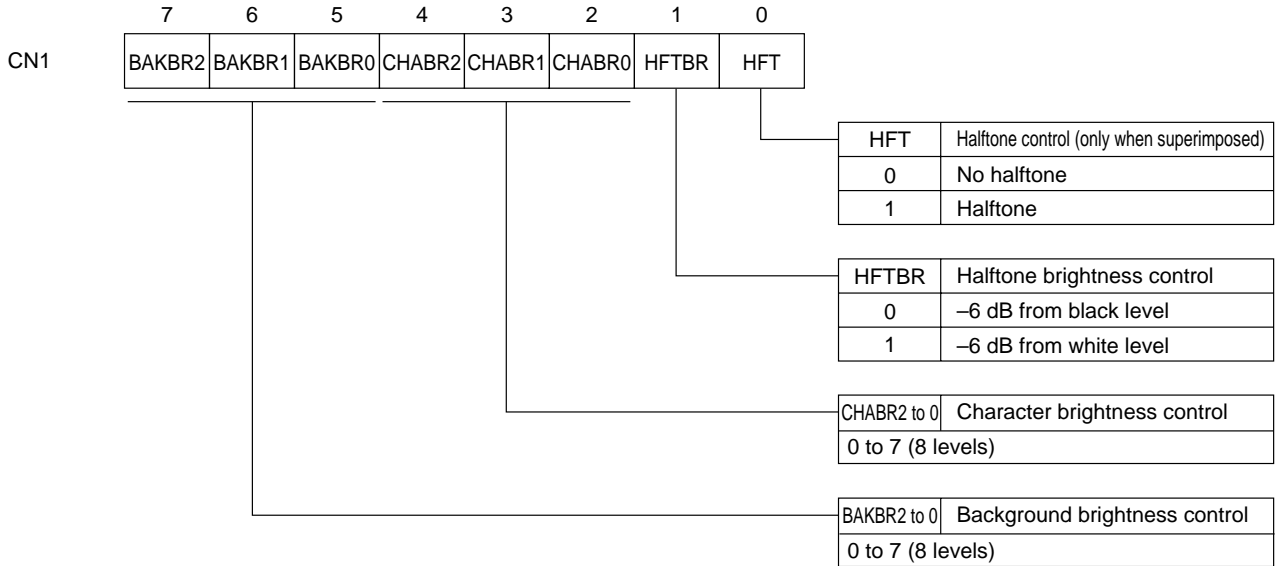 7 6 5 4 3 2 1 0
CN1 BAKBR2 BAKBR1 BAKBR0 CHABR2 CHABR1 CHABR0 HFTBR HFT
HFT Halftone control (only when superimposed)
0 No halftone
1 Halftone
HFTBR Halftone brightness control
0 –6 dB from black level
1 –6 dB from white level
CHABR2 to 0 Character brightness control
0 to 7 (8 levels)
BAKBR2 to 0 Background brightness control
0 to 7 (8 levels)